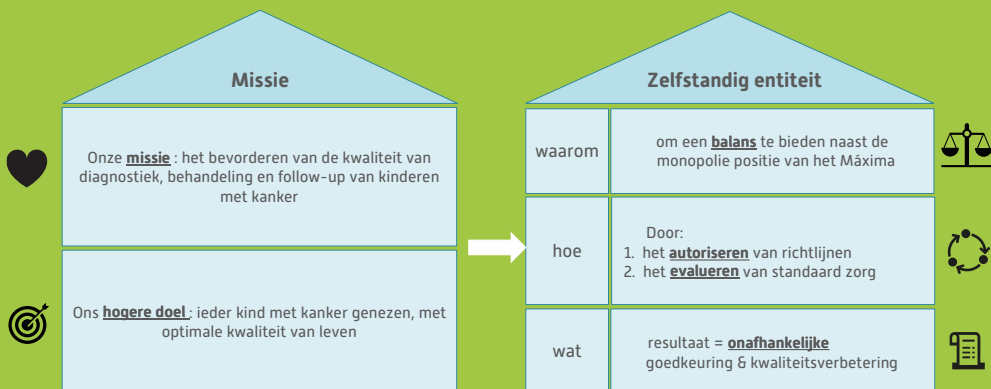 Missie
Onze missie : het bevorderen van de kwaliteit van
diagnostiek, behandeling en follow-up van kinderen
met kanker
Ons hogere doel : ieder kind met kanker genezen, met
optimale kwaliteit van leven
Zelfstandig entiteit
waarom
om een balans te bieden naast de
monopolie positie van het Máxima
hoe
Door:
1. het autoriseren van richtlijnen
2. het evalueren van standaard zorg
wat
resultaat = onafhankelijke
goedkeuring & kwaliteitsverbetering